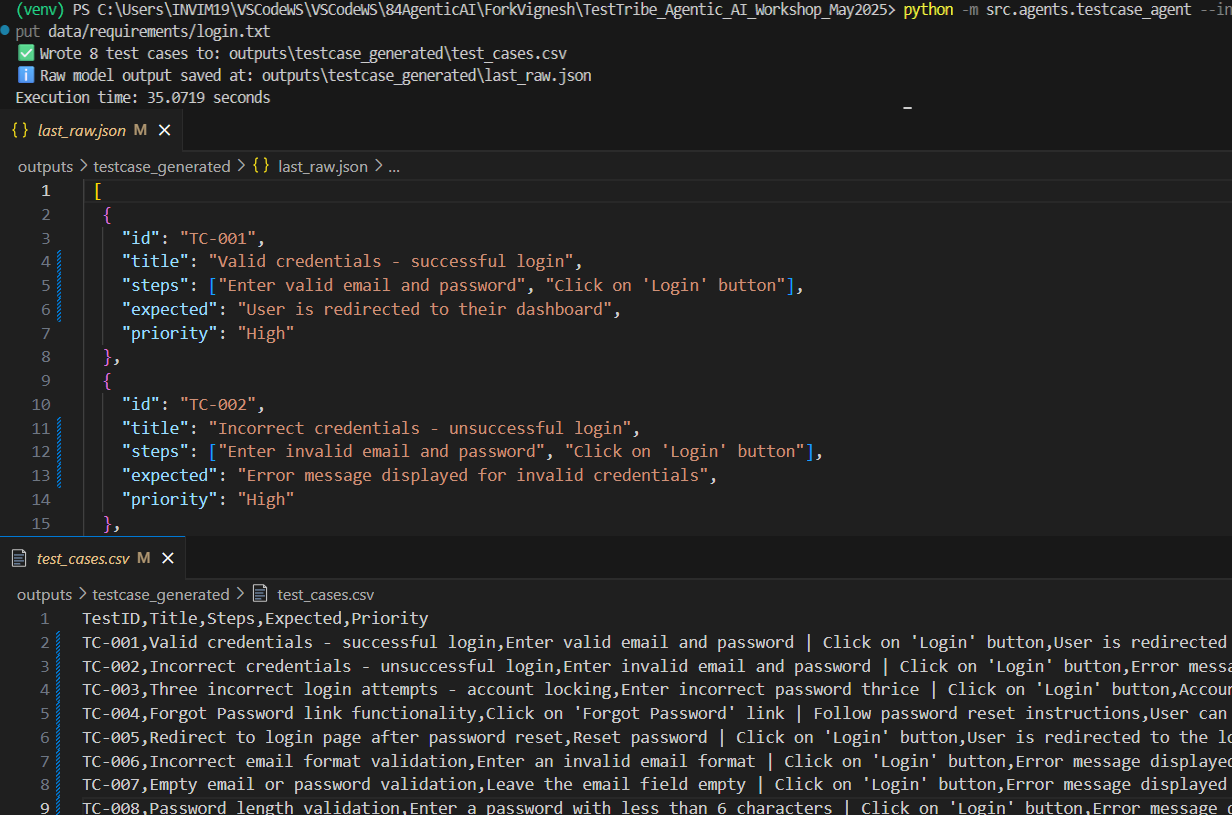 (venv) PS C:\Users\INVIM19\VSCodeWS\VSCodeWS\84AgenticAI\ForkVignesh\TestTribe_Agentic_AI_Workshop_May2025> python -m src.agents.testcase_agent --in
put data/requirements/login.txt
✅ Wrote 8 test cases to: outputs\testcase_generated\test_cases.csv
ℹ️ Raw model output saved at: outputs\testcase_generated\last_raw.json
Execution time: 35.0719 seconds
{} last_raw.json M ×
outputs > testcase_generated > {} last_raw.json > ...
1 [
2 {
3 "id": "TC-001",
4 "title": "Valid credentials - successful login",
5 "steps": ["Enter valid email and password", "Click on 'Login' button"],
6 "expected": "User is redirected to their dashboard",
7 "priority": "High"
8 },
9 {
10 "id": "TC-002",
11 "title": "Incorrect credentials - unsuccessful login",
12 "steps": ["Enter invalid email and password", "Click on 'Login' button"],
13 "expected": "Error message displayed for invalid credentials",
14 "priority": "High"
15 },
test_cases.csv M ×
outputs > testcase_generated > test_cases.csv
1 TestID,Title,Steps,Expected,Priority
2 TC-001,Valid credentials - successful login,Enter valid email and password | Click on 'Login' button,User is redirected
3 TC-002,Incorrect credentials - unsuccessful login,Enter invalid email and password | Click on 'Login' button,Error messa
4 TC-003,Three incorrect login attempts - account locking,Enter incorrect password thrice | Click on 'Login' button,Accoun
5 TC-004,Forgot Password link functionality,Click on 'Forgot Password' link | Follow password reset instructions,User can
6 TC-005,Redirect to login page after password reset,Reset password | Click on 'Login' button,User is redirected to the lo
7 TC-006,Incorrect email format validation,Enter an invalid email format | Click on 'Login' button,Error message displayed
8 TC-007,Empty email or password validation,Leave the email field empty | Click on 'Login' button,Error message displayed
9 TC-008,Password length validation,Enter a password with less than 6 characters | Click on 'Login' button,Error message d